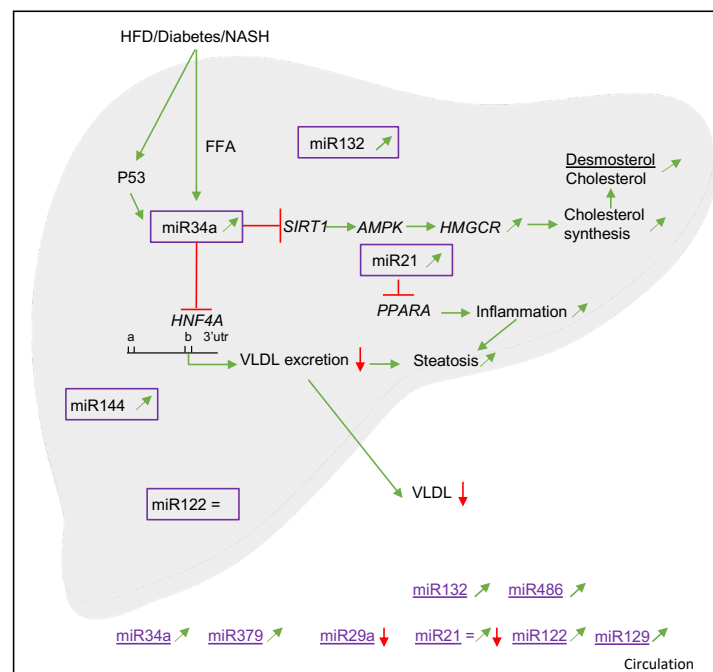 HFD/Diabetes/NASH
FFA
miR132
P53
Desmosterol
Cholesterol
miR34a
SIRT1 AMPK HMGCR
Cholesterol
synthesis
miR21
PPARA
Inflammation
HNF4A
a b 3'utr
VLDL excretion
Steatosis
miR144
VLDL
miR122 =
miR132 miR486
miR34a miR379 miR29a miR21 = miR122 miR129
Circulation